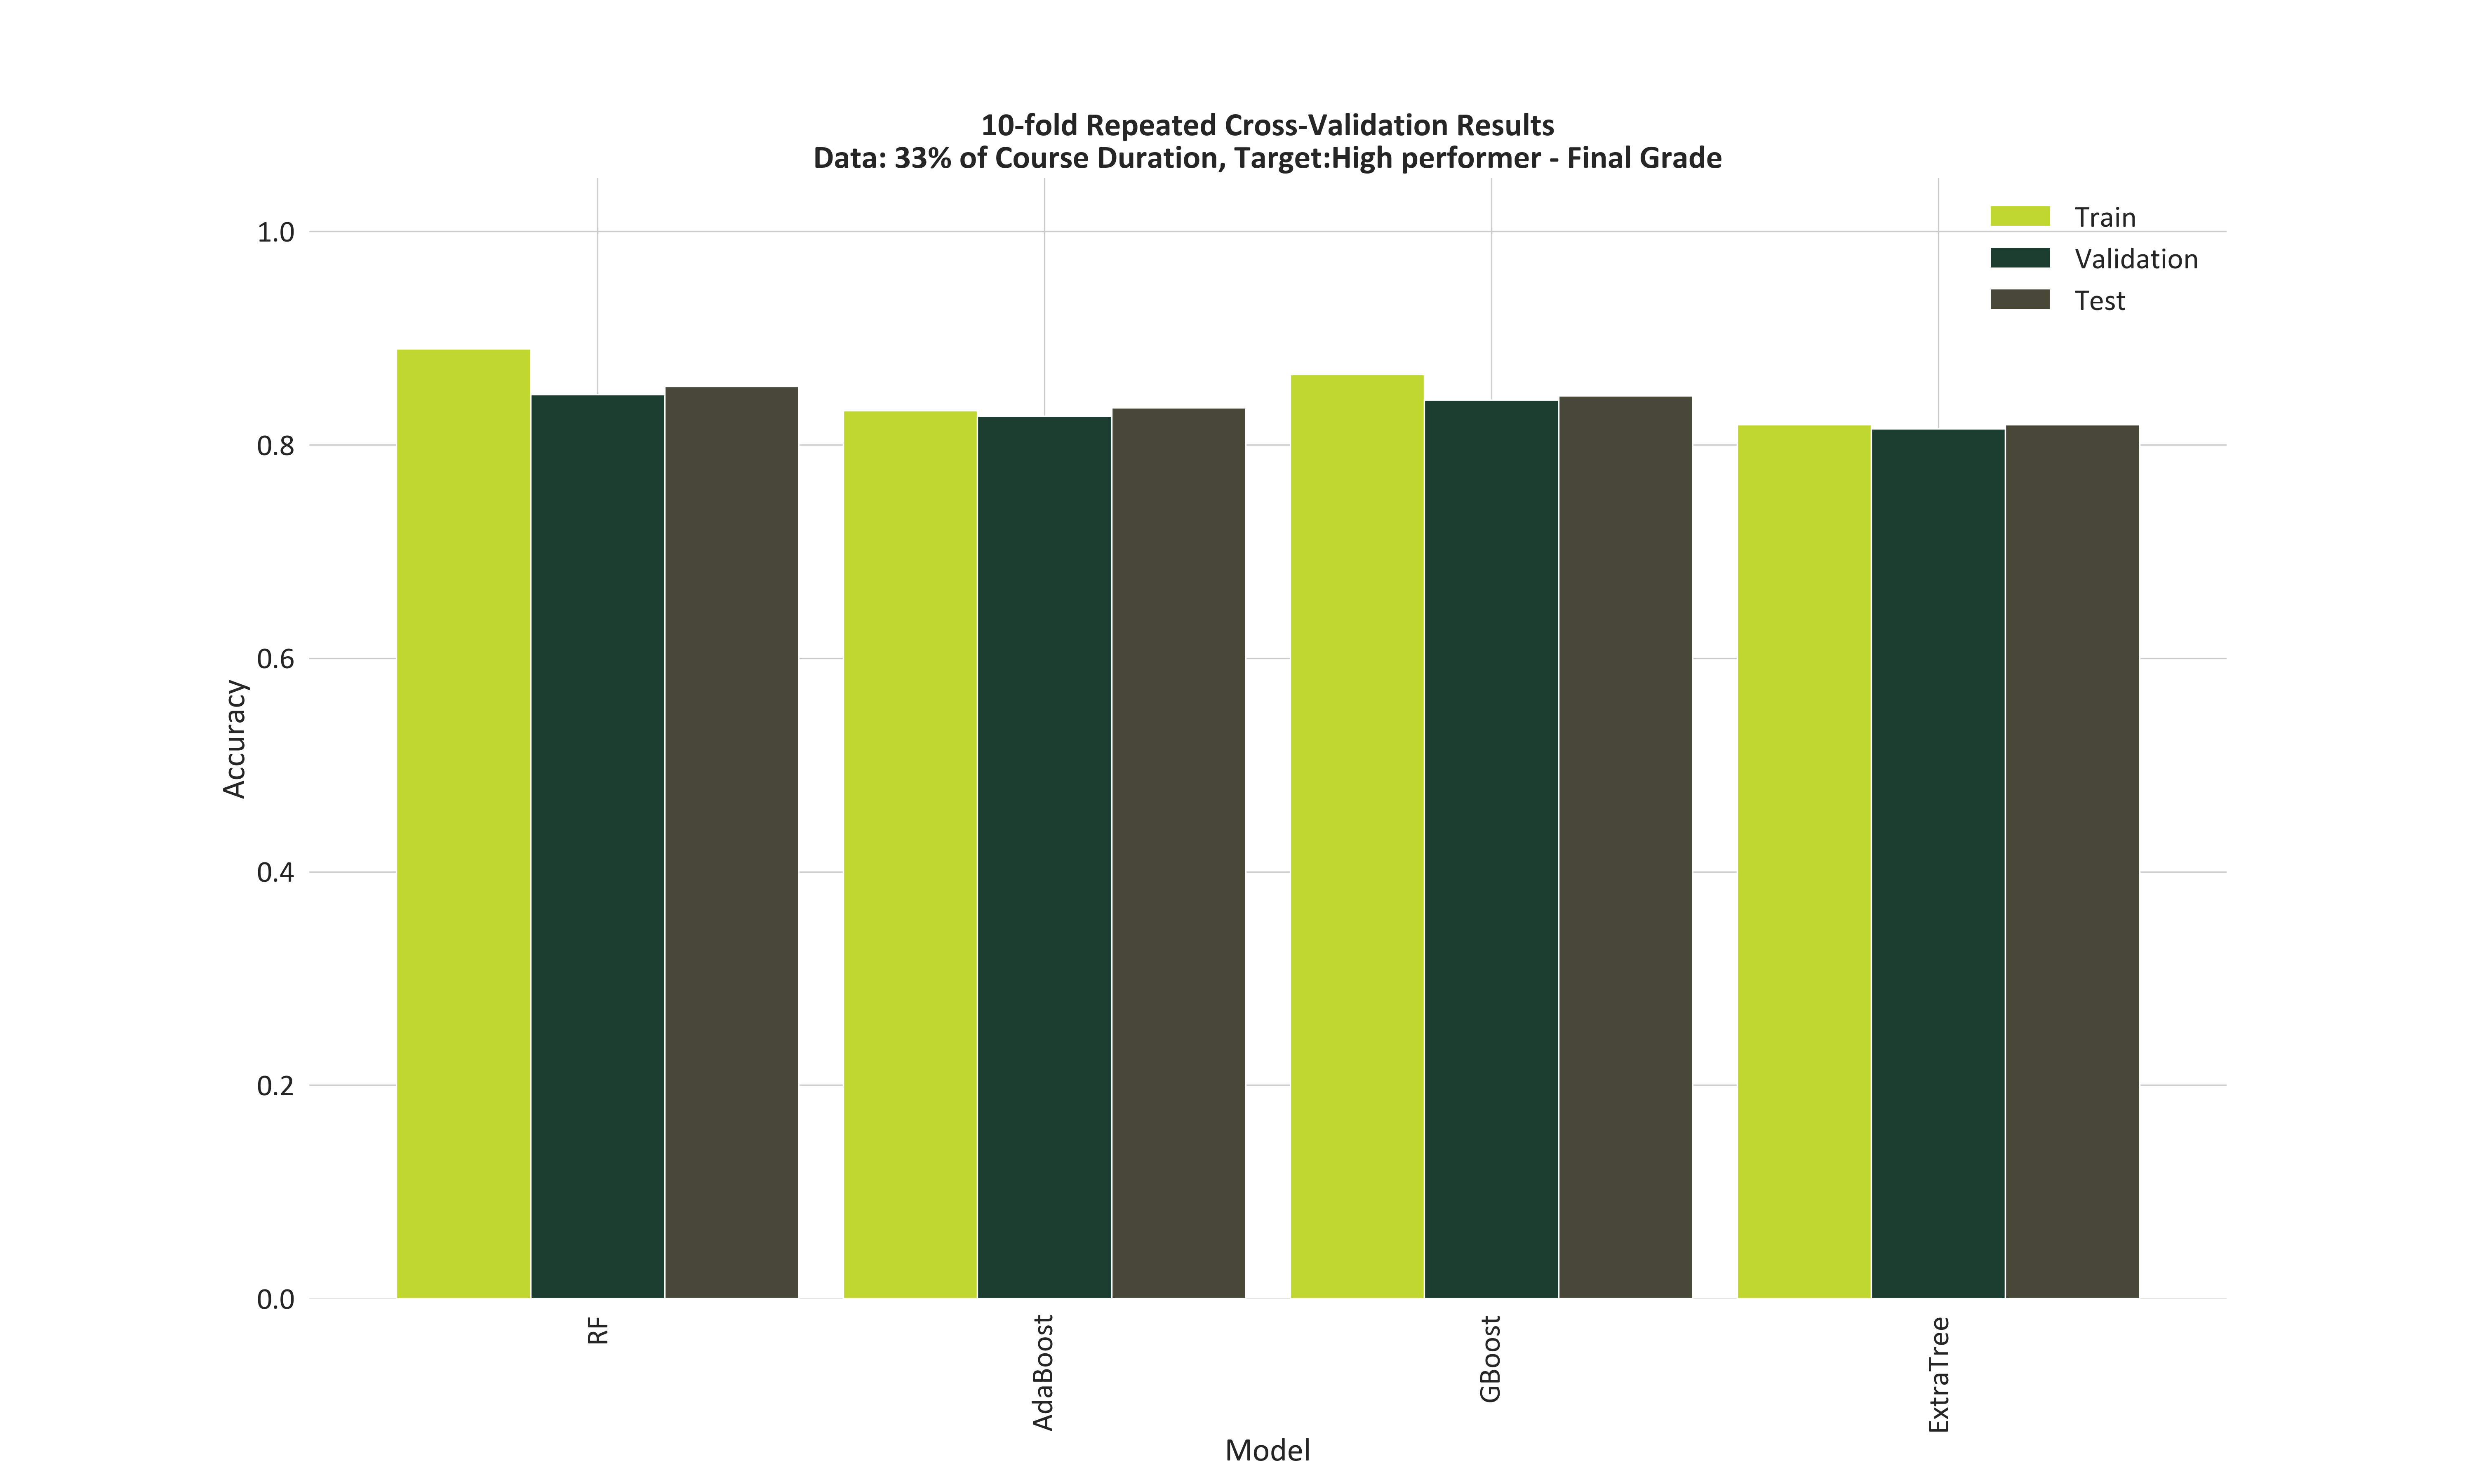 10-fold Repeated Cross-Validation Results
Data: 33% of Course Duration, Target:High performer - Final Grade
Train
Validation
Test
1.0
0.8
0.6
0.4
0.2
0.0
Accuracy
RF
AdaBoost
GBoost
ExtraTree
Model